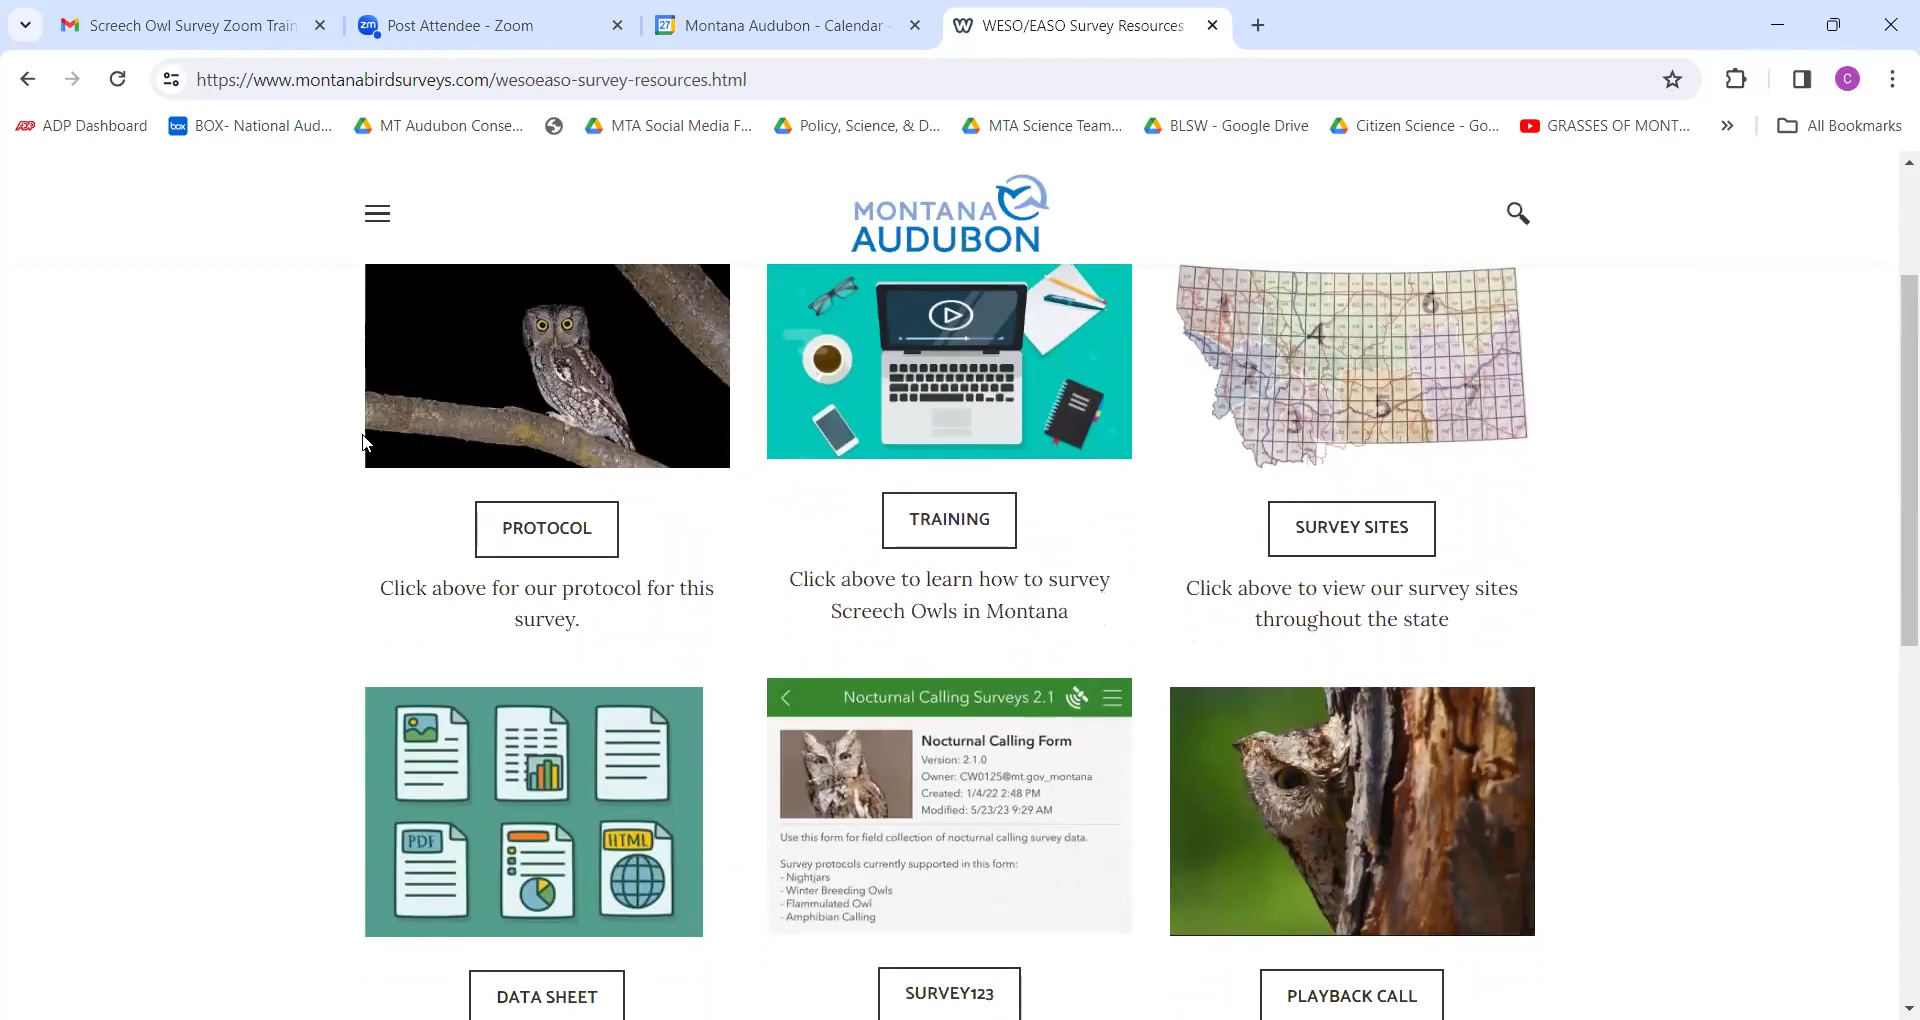 Screech Owl Survey Zoom Train
Post Attendee - Zoom
27
Montana Audubon - Calendar -
WESO/EASO Survey Resources
https://www.montanabirdsurveys.com/wesoeaso-survey-resources.html
C
ADP Dashboard
BOX- National Aud...
MT Audubon Conse...
MTA Social Media F...
Policy, Science, & D...
MTA Science Team...
BLSW - Google Drive
Citizen Science - Go...
GRASSES OF MONT...
All Bookmarks
MONTANA
AUDUBON
PROTOCOL
TRAINING
SURVEY SITES
Click above for our protocol for this
survey.
Click above to learn how to survey
Screech Owls in Montana
Click above to view our survey sites
throughout the state
PDF
HTML
Nocturnal Calling Surveys 2.1
Nocturnal Calling Form
Version: 2.1.0
Owner: CW0125@mt.gov_montana
Created: 1/4/22 2:48 PM
Modified: 5/23/23 9:29 AM
Use this form for field collection of nocturnal calling survey data.
Survey protocols currently supported in this form:
- Nightjars
- Winter Breeding Owls
- Flammulated Owl
- Amphibian Calling
DATA SHEET
SURVEY123
PLAYBACK CALL